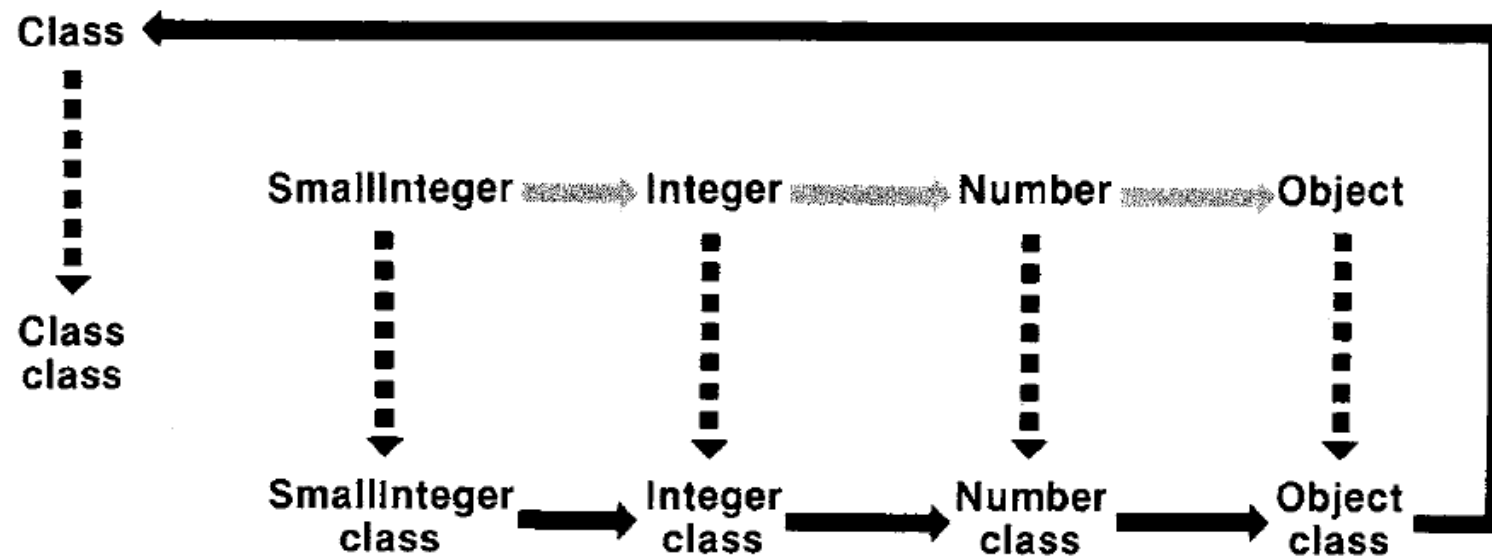 Class
SmallInteger Integer Number Object
Class
class
SmallInteger Integer Number Object
class class class class